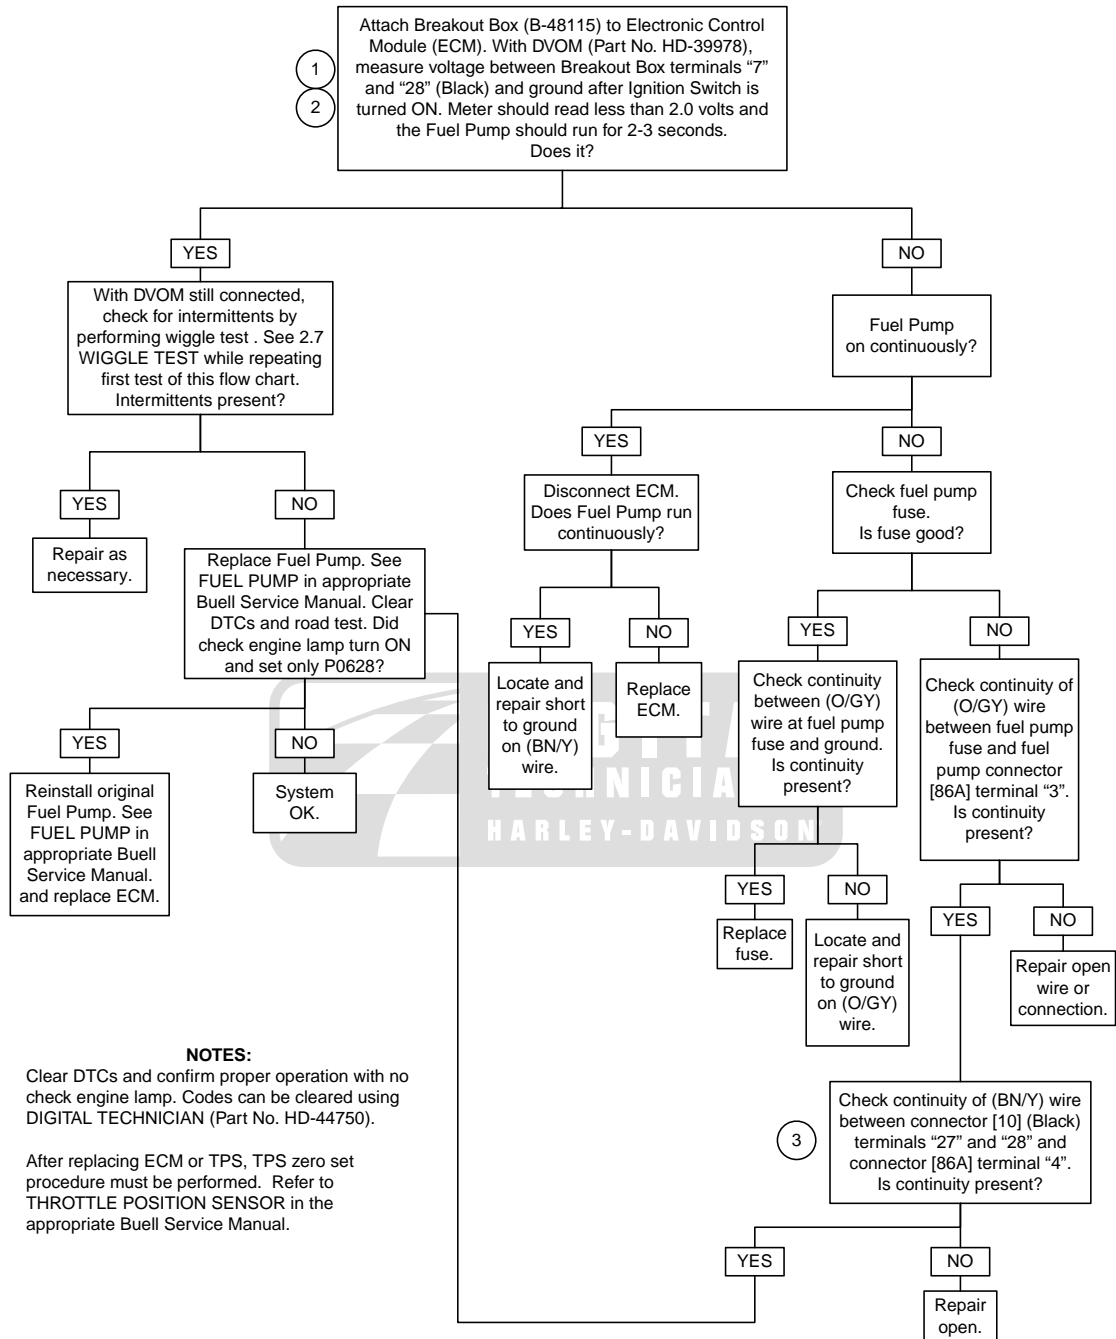 Attach Breakout Box (B-48115) to Electronic Control
Module (ECM). With DVOM (Part No. HD-39978),
measure voltage between Breakout Box terminals “7”
and “28” (Black) and ground after Ignition Switch is
turned ON. Meter should read less than 2.0 volts and
the Fuel Pump should run for 2-3 seconds.
Does it?
1
2
YES
NO
With DVOM still connected,
check for intermittents by
performing wiggle test . See 2.7
WIGGLE TEST while repeating
first test of this flow chart.
Intermittents present?
Fuel Pump
on continuously?
YES
NO
YES
NO
Repair as
necessary.
Replace Fuel Pump. See
FUEL PUMP in appropriate
Buell Service Manual. Clear
DTCs and road test. Did
check engine lamp turn ON
and set only P0628?
Disconnect ECM.
Does Fuel Pump run
continuously?
Check fuel pump
fuse.
Is fuse good?
YES
NO
YES
NO
YES
NO
Reinstall original
Fuel Pump. See
FUEL PUMP in
appropriate Buell
Service Manual.
and replace ECM.
System
OK.
Locate and
repair short
to ground
on (BN/Y)
wire.
Replace
ECM.
Check continuity
between (O/GY)
wire at fuel pump
fuse and ground.
Is continuity
present?
Check continuity of
(O/GY) wire
between fuel pump
fuse and fuel
pump connector
[86A] terminal “3”.
Is continuity
present?
HARLEY-DAVIDSON
YES
NO
YES
NO
Replace
fuse.
Locate and
repair short
to ground
on (O/GY)
wire.
Repair open
wire or
connection.
NOTES:
Clear DTCs and confirm proper operation with no
check engine lamp. Codes can be cleared using
DIGITAL TECHNICIAN (Part No. HD-44750).
After replacing ECM or TPS, TPS zero set
procedure must be performed. Refer to
THROTTLE POSITION SENSOR in the
appropriate Buell Service Manual.
3
Check continuity of (BN/Y) wire
between connector [10] (Black)
terminals “27” and “28” and
connector [86A] terminal “4”.
Is continuity present?
YES
NO
Repair
open.